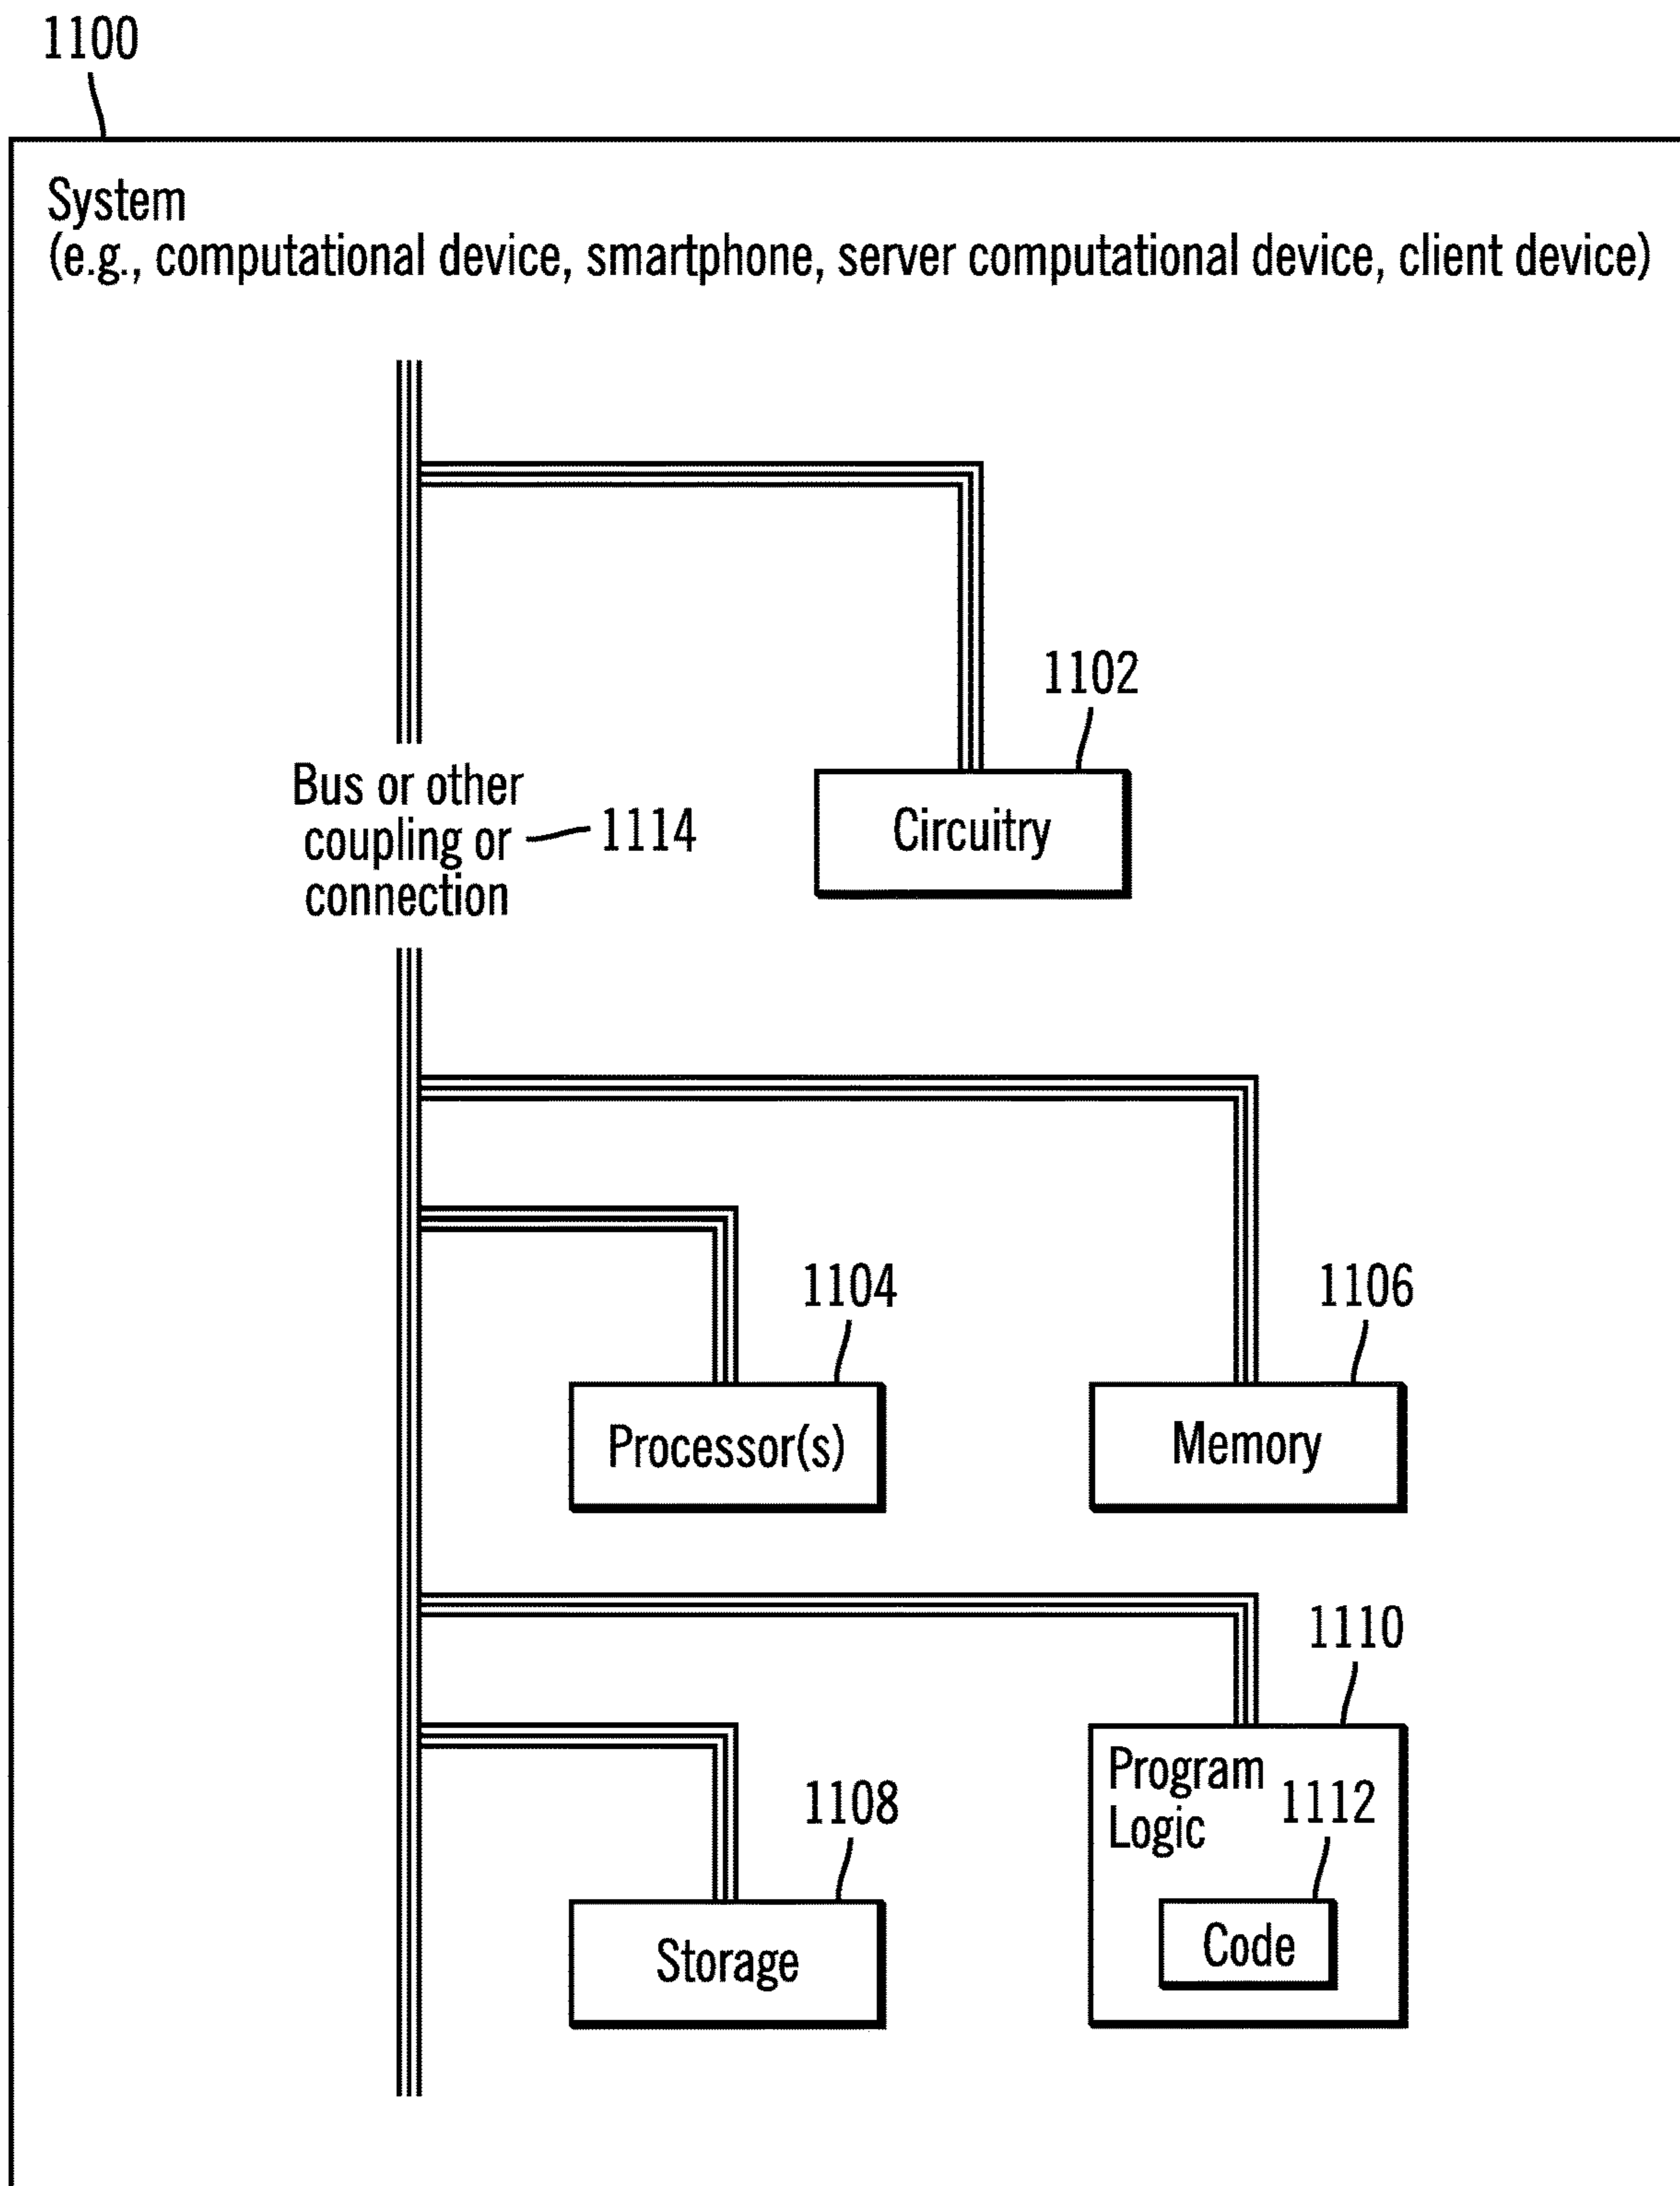 1100
System
(e.g., computational device, smartphone, server computational device, client device)
1102
Bus or other
coupling or
connection
1114
Circuitry
1104
1106
Processor(s)
Memory
1110
1108
Program
Logic
1112
Storage
Code